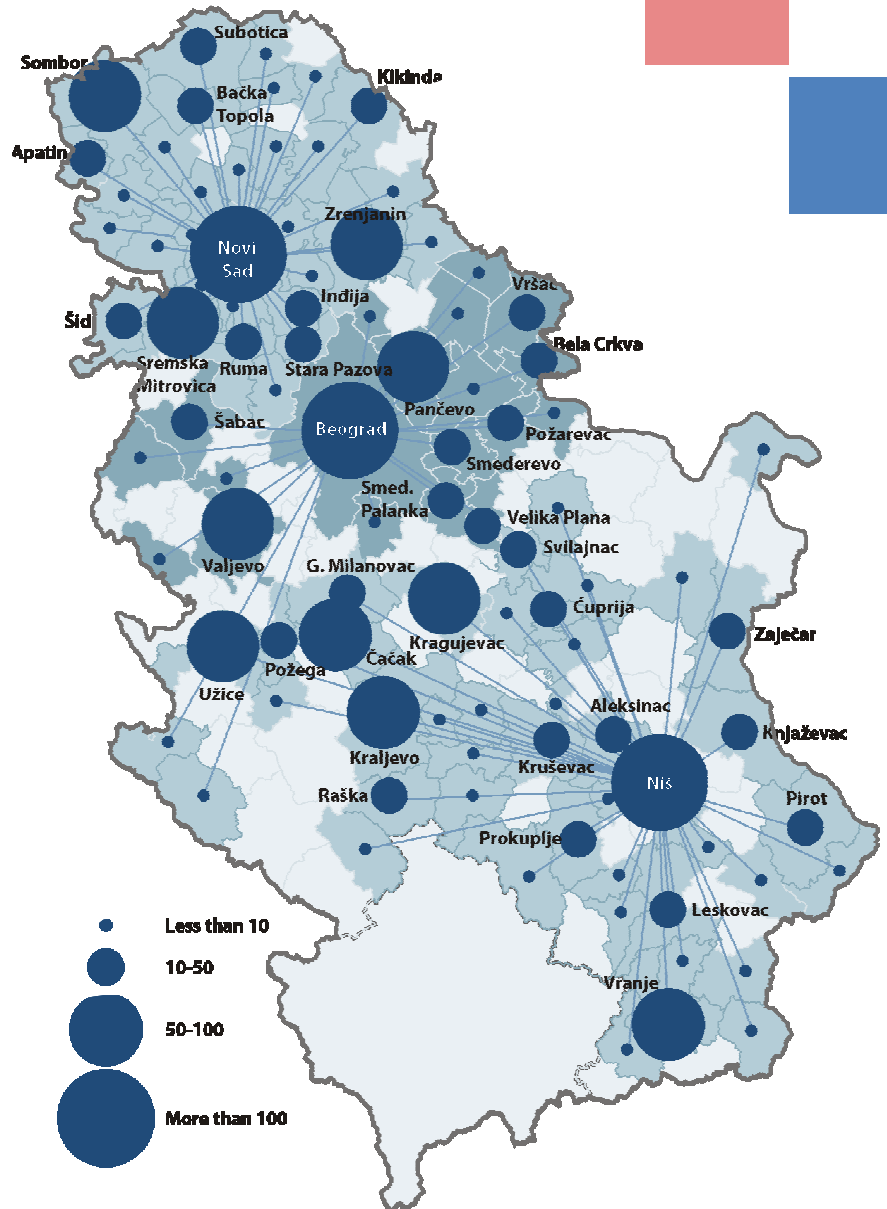 Subotica
Sombor
Kikinda
Bačka
Topola
Apatin
Zrenjanin
Novi
Sad
Vršac
Inđija
Šid
Bela Crkva
Sremska
Mitrovica
Ruma
Stara Pazova
Pančevo
Šabac
Beograd
Požarevac
Smederevo
Smed.
Palanka
Velika Plana
Svilajnac
Valjevo
G. Milanovac
Ćuprija
Zaječar
Kragujevac
Čačak
Požega
Užice
Aleksinac
Knjaževac
Kraljevo
Kruševac
Niš
Raška
Pirot
Prokuplje
Leskovac
Less than 10
10-50
Vranje
50-100
More than 100